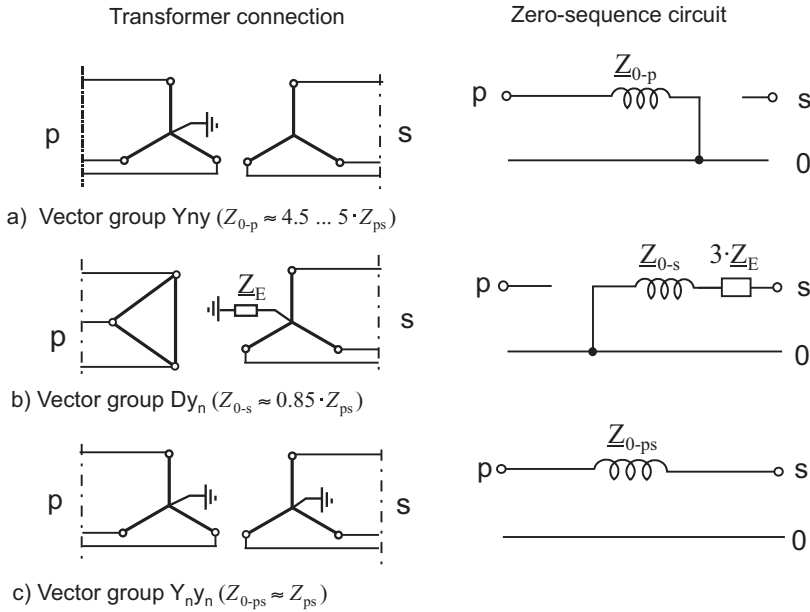 Transformer connection
Zero-sequence circuit
p
s
p
Z0-p
s
0
a) Vector group Yny (Z0-p ≈ 4.5 ... 5·Zps)
p
ZE
s
p
Z0-s
3·ZE
s
0
b) Vector group Dyn (Z0-s ≈ 0.85·Zps)
p
s
p
Z0-ps
s
0
c) Vector group Ynyn (Z0-ps ≈ Zps)